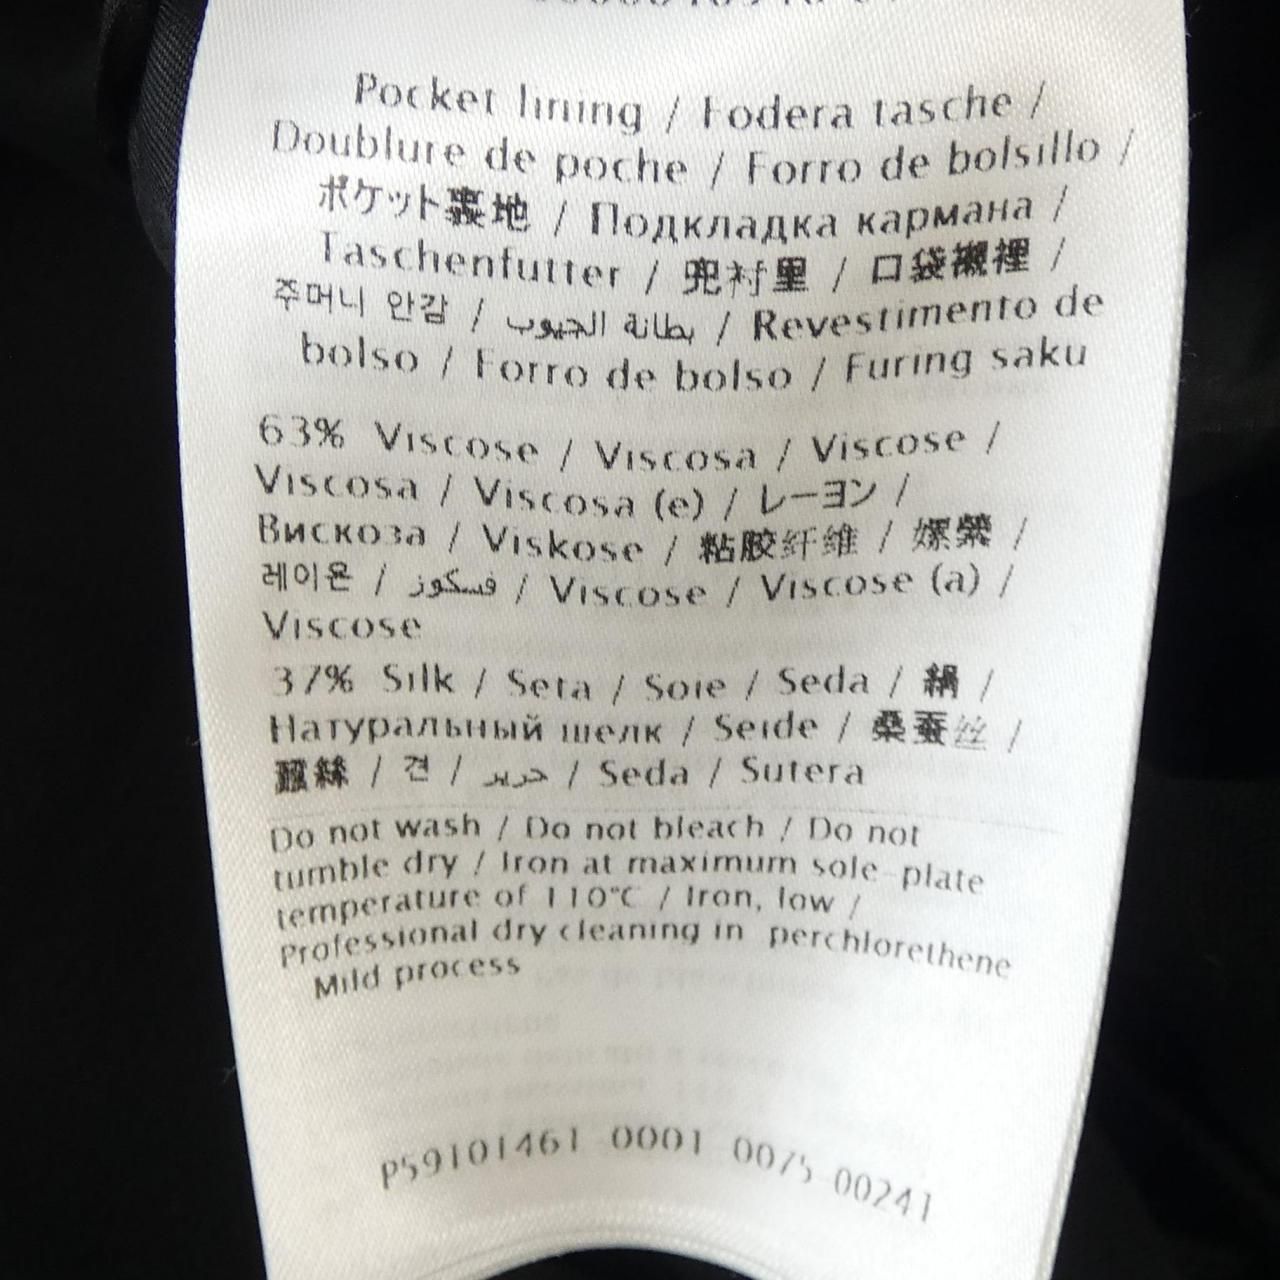 Pocket lining / Fodera tasche /
Doublure de poche / Forro de bolsillo /
ポケット裏地 / Подкладка кармана /
Taschenfutter / 兜衬里 / 口袋襯裡 /
주머니 안감 / بطانة الجيوب / Revestimento de
bolso / Forro de bolso / Furing saku
63% Viscose / Viscosa / Viscose /
Viscosa / Viscosa (e) / レーヨン /
Вискоза / Viskose / 粘胶纤维 / 嫘縈 /
레이온 / فسكوز / Viscose / Viscose (a) /
Viscose
37% Silk / Seta / Soie / Seda / 絹 /
Натуральный шелк / Seide / 桑蚕丝 /
蠶絲 / 견 / حرير / Seda / Sutera
Do not wash / Do not bleach / Do not
tumble dry / Iron at maximum sole-plate
temperature of 110°C / Iron, low /
Professional dry cleaning in perchlorethene
Mild process
P59101461 0001 0075-00241